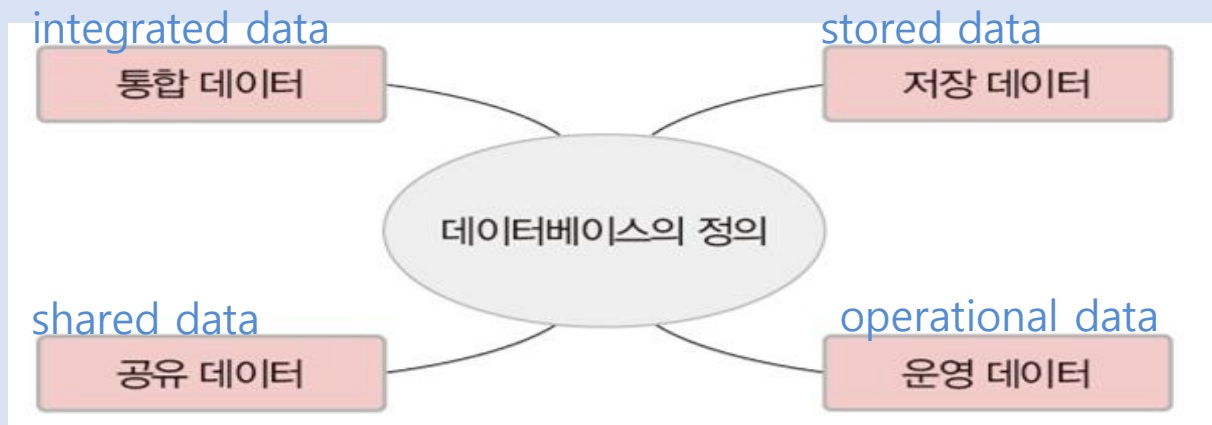 integrated data
통합 데이터
stored data
저장 데이터
데이터베이스의 정의
shared data
공유 데이터
operational data
운영 데이터